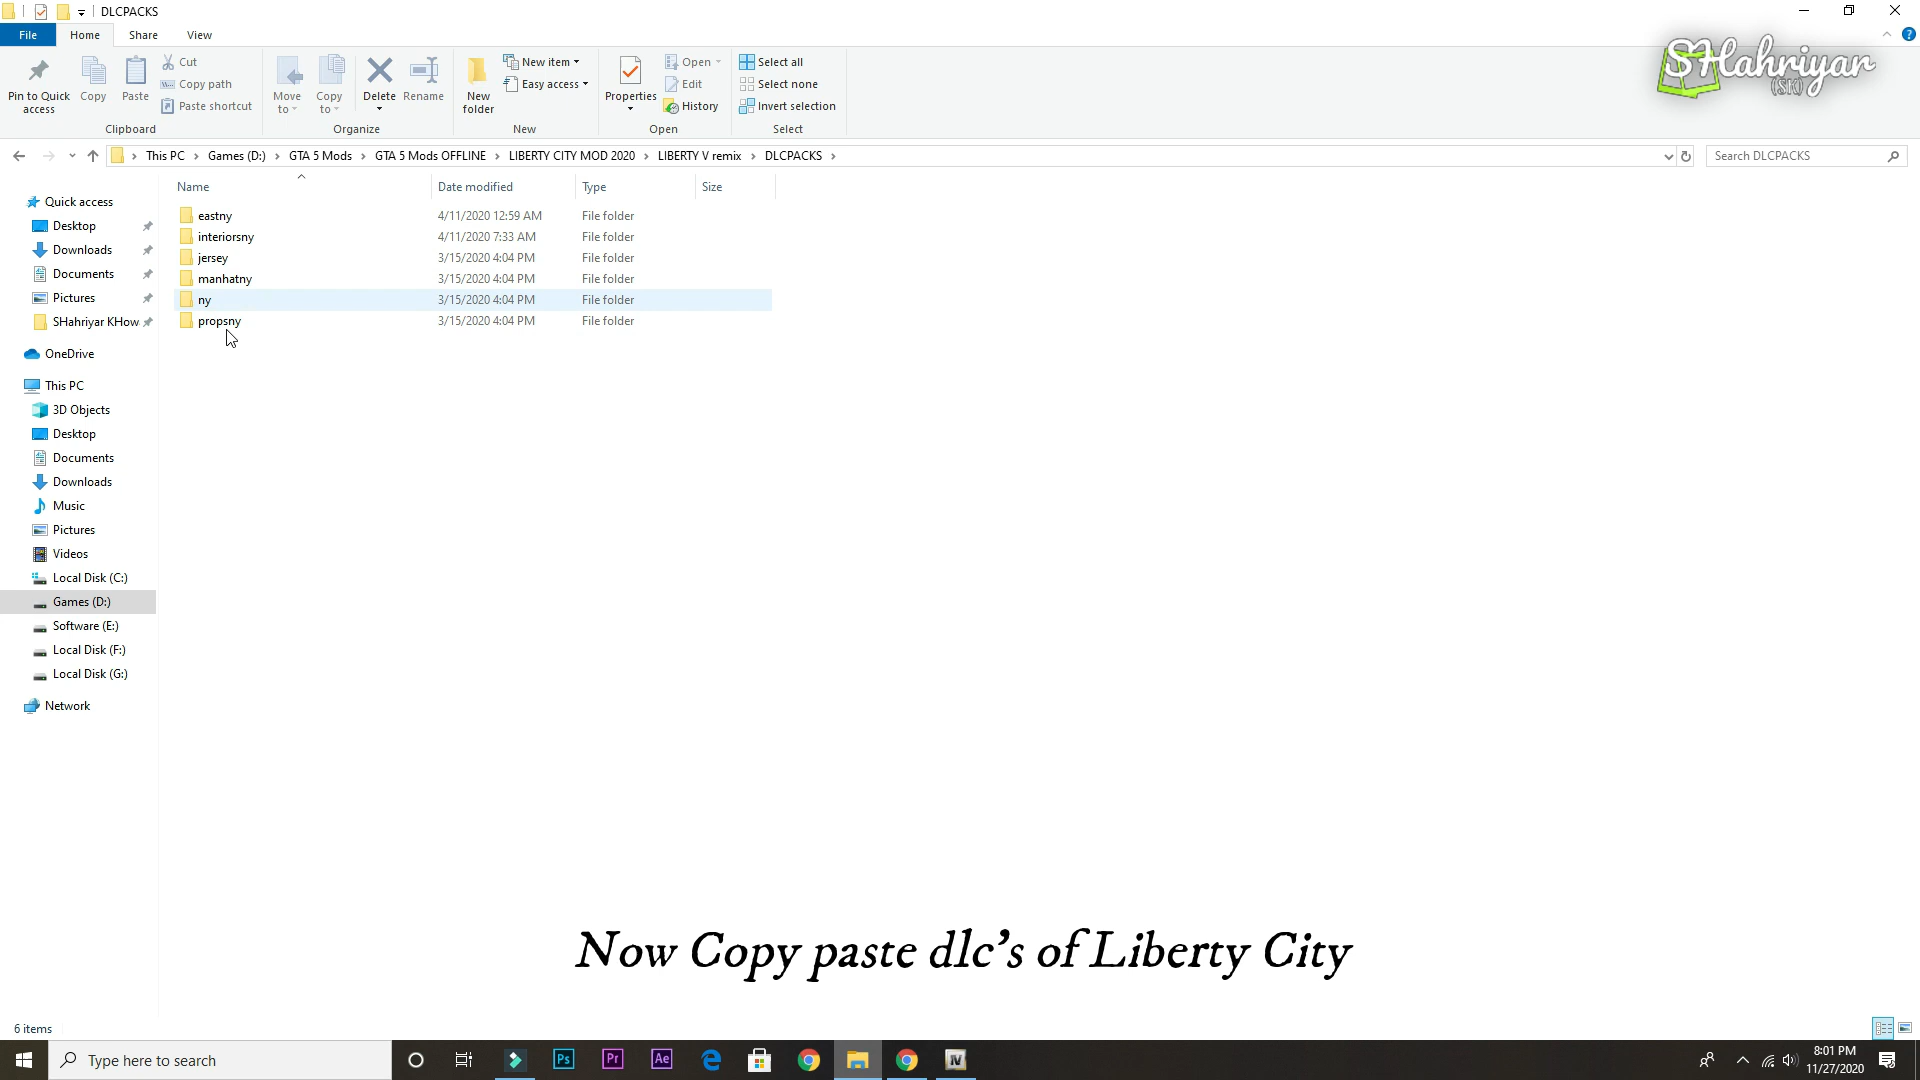 DLCPACKS
File Home Share View
SHahriyar
(SK)
Pin to Quick access
Copy
Paste
Cut
Copy path
Paste shortcut
Clipboard
Move to
Copy to
Delete
Rename
Organize
New folder
New item
Easy access
New
Properties
Open
Edit
History
Open
Select all
Select none
Invert selection
Select
This PC › Games (D:) › GTA 5 Mods › GTA 5 Mods OFFLINE › LIBERTY CITY MOD 2020 › LIBERTY V remix › DLCPACKS ›
Search DLCPACKS
Name Date modified Type Size
eastny 4/11/2020 12:59 AM File folder
interiorsny 4/11/2020 7:33 AM File folder
jersey 3/15/2020 4:04 PM File folder
manhatny 3/15/2020 4:04 PM File folder
ny 3/15/2020 4:04 PM File folder
propsny 3/15/2020 4:04 PM File folder
Quick access
Desktop
Downloads
Documents
Pictures
SHahriyar KHow
OneDrive
This PC
3D Objects
Desktop
Documents
Downloads
Music
Pictures
Videos
Local Disk (C:)
Games (D:)
Software (E:)
Local Disk (F:)
Local Disk (G:)
Network
Now Copy paste dlc's of Liberty City
6 items
Type here to search
Ps
Pr
Ae
IV
8:01 PM
11/27/2020